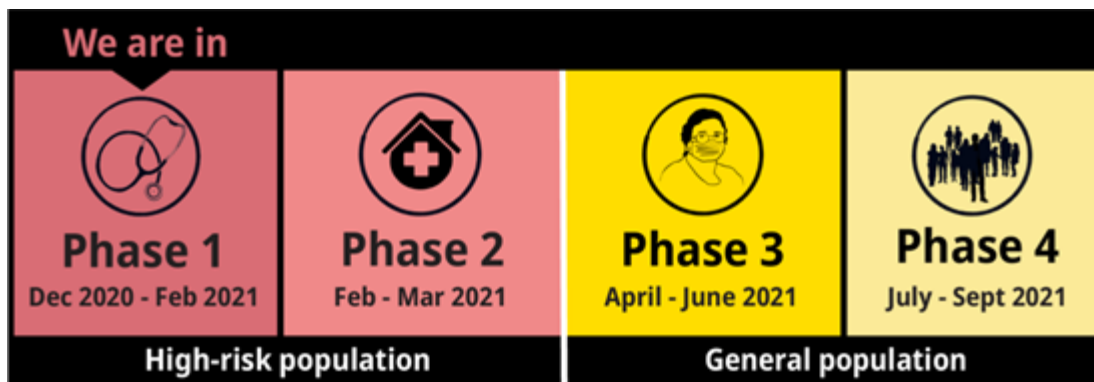 We are in
Phase 1
Dec 2020 - Feb 2021
Phase 2
Feb - Mar 2021
High-risk population
Phase 3
April - June 2021
Phase 4
July - Sept 2021
General population